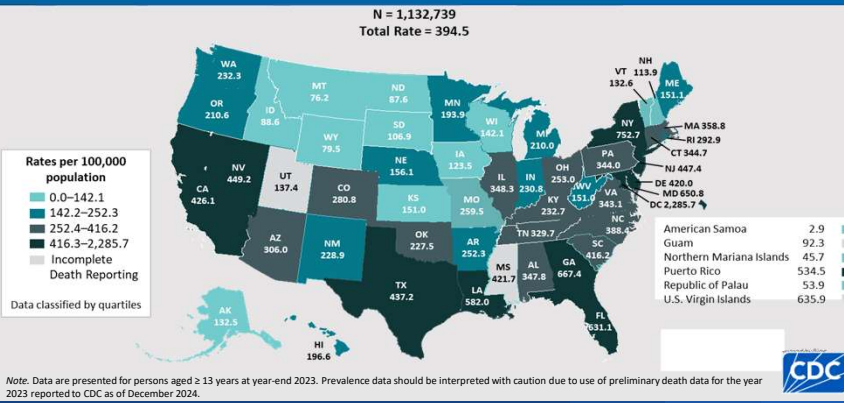 N = 1,132,739
Total Rate = 394.5
WA
232.3
OR
210.6
CA
426.1
NV
449.2
ID
88.6
MT
76.2
WY
79.5
UT
137.4
AZ
306.0
CO
280.8
NM
228.9
ND
87.6
SD
106.9
NE
156.1
KS
151.0
OK
227.5
TX
437.2
MN
193.9
IA
123.5
MO
259.5
AR
252.3
LA
582.0
WI
142.1
IL
348.3
MI
210.0
IN
230.8
OH
253.0
KY
232.7
TN 329.7
MS
421.7
AL
347.8
GA
667.4
FL
631.1
SC
416.2
NC
388.4
VA
343.1
WV
151.0
PA
344.0
NY
752.7
VT
132.6
NH
113.9
ME
151.1
MA 358.8
RI 292.9
CT 344.7
NJ 447.4
DE 420.0
MD 650.8
DC 2,285.7
AK
132.5
HI
196.6
Rates per 100,000
population
0.0–142.1
142.2–252.3
252.4–416.2
416.3–2,285.7
Incomplete
Death Reporting
Data classified by quartiles
American Samoa 2.9
Guam 92.3
Northern Mariana Islands 45.7
Puerto Rico 534.5
Republic of Palau 53.9
U.S. Virgin Islands 635.9
Note. Data are presented for persons aged ≥ 13 years at year-end 2023. Prevalence data should be interpreted with caution due to use of preliminary death data for the year
2023 reported to CDC as of December 2024.
CDC